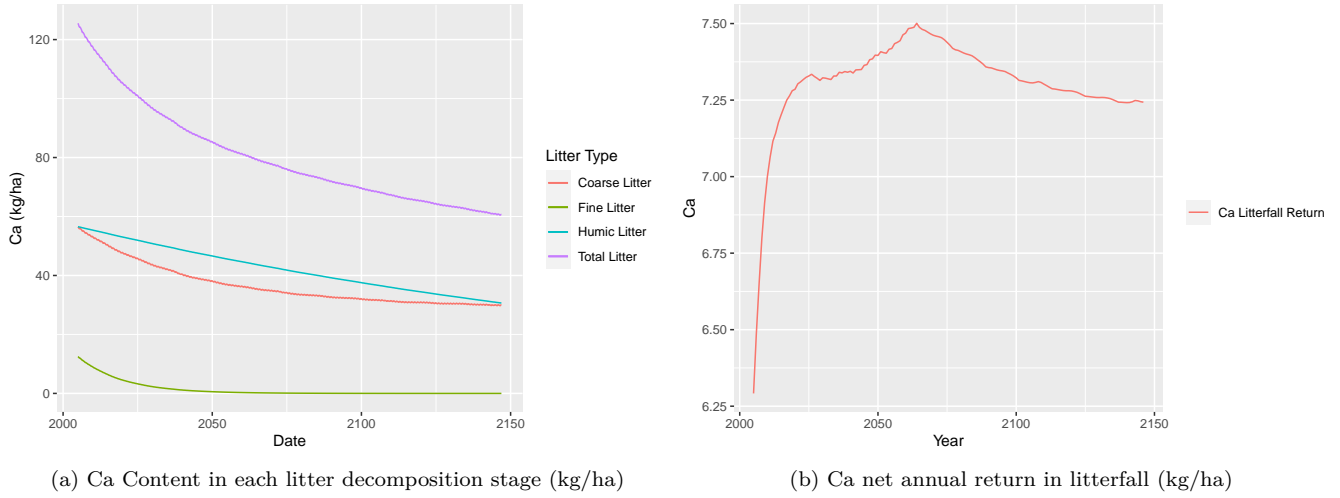 120
80
40
0
Ca (kg/ha)
2000
2050
2100
2150
Date
Litter Type
Coarse Litter
Fine Litter
Humic Litter
Total Litter
(a) Ca Content in each litter decomposition stage (kg/ha)
7.50
7.25
7.00
6.75
6.50
6.25
Ca
2000
2050
2100
2150
Year
Ca Litterfall Return
(b) Ca net annual return in litterfall (kg/ha)